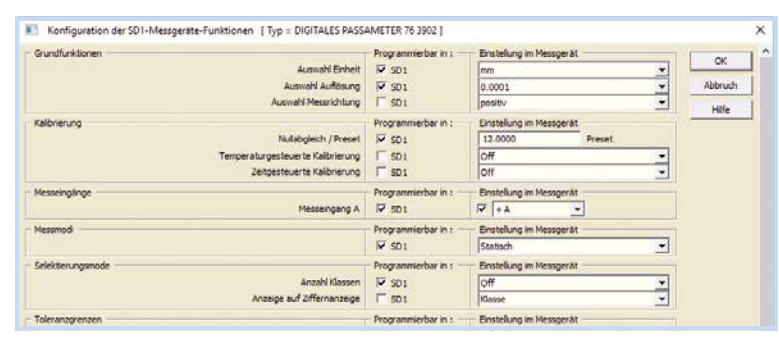 Konfiguration der SD1-Messgeräte-Funktionen [ Typ = DIGITALES PASSAMETER 76 3902 ]
Grundfunktionen Programmierbar in : Einstellung im Messgerät
Auswahl Einheit SD1 mm
Auswahl Auflösung SD1 0.0001
Auswahl Messrichtung SD1 positiv
OK
Abbruch
Hilfe
Kalibrierung Programmierbar in : Einstellung im Messgerät
Nullabgleich / Preset SD1 12.0000 Preset
Temperaturgesteuerte Kalibrierung SD1 Off
Zeitgesteuerte Kalibrierung SD1 Off
Messeingänge Programmierbar in : Einstellung im Messgerät
Messeingang A SD1 + A
Messmodi Programmierbar in : Einstellung im Messgerät
SD1 Statisch
Selektierungsmode Programmierbar in : Einstellung im Messgerät
Anzahl Klassen SD1 Off
Anzeige auf Ziffernanzeige SD1 Klasse
Toleranzgrenzen Programmierbar in : Einstellung im Messgerät